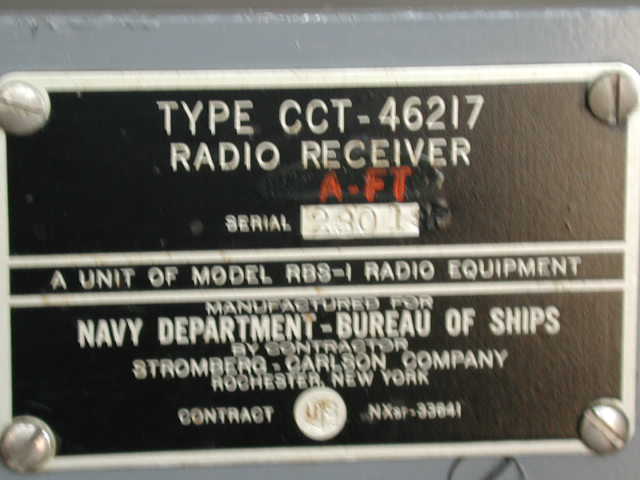 TYPE CCT-46217
RADIO RECEIVER
A-FT
SERIAL 2801
A UNIT OF MODEL RBS-1 RADIO EQUIPMENT
MANUFACTURED FOR
NAVY DEPARTMENT-BUREAU OF SHIPS
BY CONTRACTOR
STROMBERG-CARLSON COMPANY
ROCHESTER, NEW YORK
CONTRACT NXsr-33841